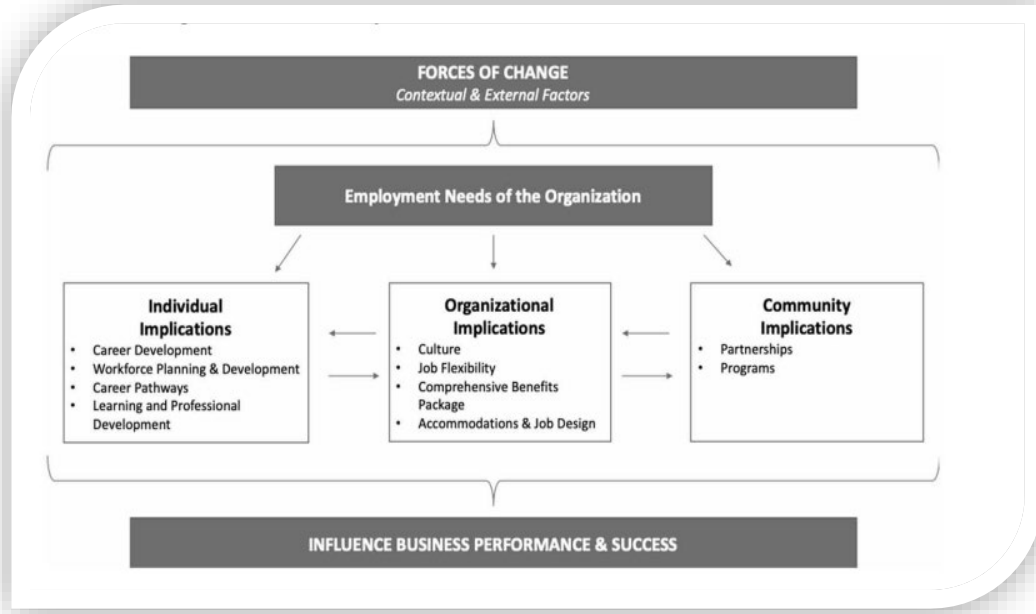 FORCES OF CHANGE
Contextual & External Factors
Employment Needs of the Organization
Individual
Implications
• Career Development
• Workforce Planning & Development
• Career Pathways
• Learning and Professional
Development
Organizational
Implications
• Culture
• Job Flexibility
• Comprehensive Benefits
Package
• Accommodations & Job Design
Community
Implications
• Partnerships
• Programs
INFLUENCE BUSINESS PERFORMANCE & SUCCESS